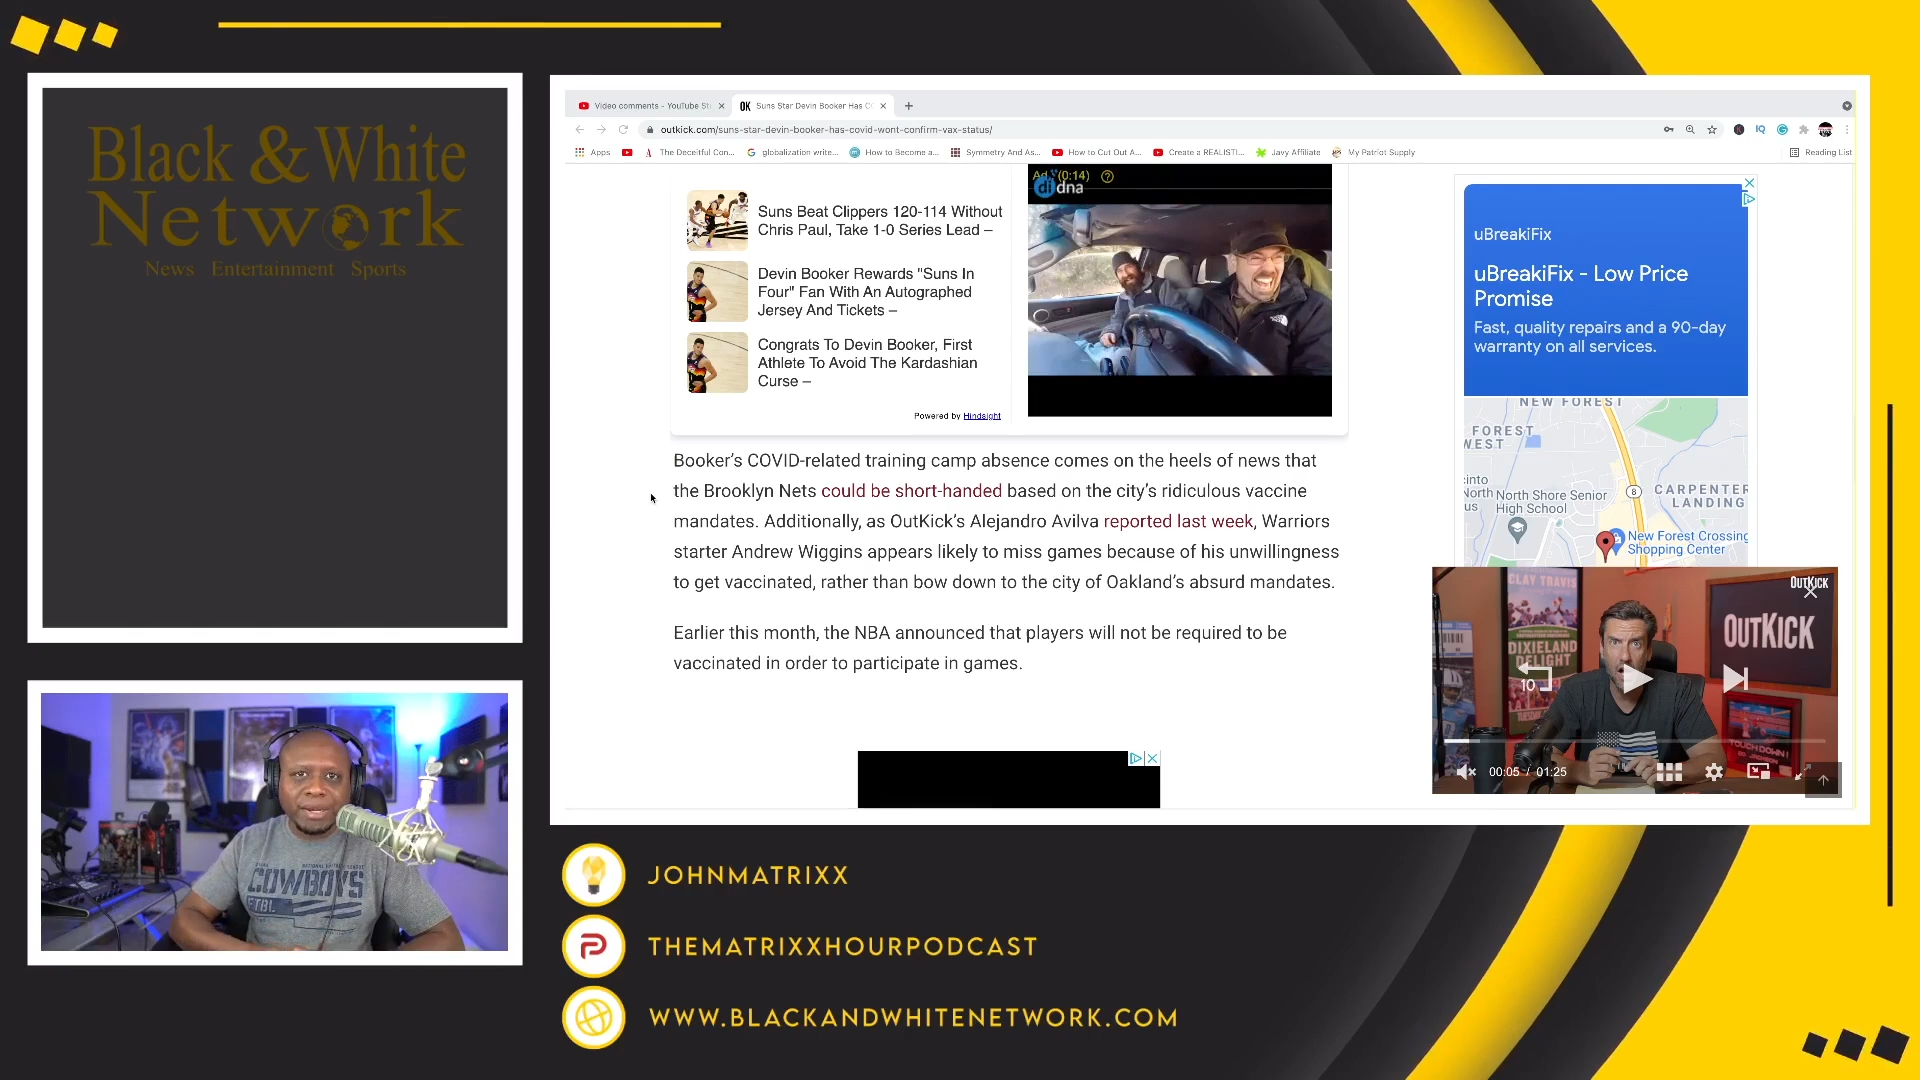 Black & White
Network
News Entertainment Sports
Video comments - YouTube St
OK Suns Star Devin Booker Has C
outkick.com/suns-star-devin-booker-has-covid-wont-confirm-vax-status/
Apps
The Deceitful Con...
globalization write...
How to Become a...
Symmetry And As...
How to Cut Out A...
Create a REALISTI...
Javy Affiliate
My Patriot Supply
Reading List
Suns Beat Clippers 120-114 Without
Chris Paul, Take 1-0 Series Lead –
Devin Booker Rewards "Suns In
Four" Fan With An Autographed
Jersey And Tickets –
Congrats To Devin Booker, First
Athlete To Avoid The Kardashian
Curse –
Powered by Hindsight
Ad (0:14)
didna
uBreakiFix
uBreakiFix - Low Price
Promise
Fast, quality repairs and a 90-day
warranty on all services.
NEW FOREST
FOREST
WEST
North Shore Senior
High School
8
CARPENTER
LANDING
New Forest Crossing
Shopping Center
Booker’s COVID-related training camp absence comes on the heels of news that
the Brooklyn Nets could be short-handed based on the city’s ridiculous vaccine
mandates. Additionally, as OutKick’s Alejandro Avilva reported last week, Warriors
starter Andrew Wiggins appears likely to miss games because of his unwillingness
to get vaccinated, rather than bow down to the city of Oakland’s absurd mandates.
Earlier this month, the NBA announced that players will not be required to be
vaccinated in order to participate in games.
CLAY TRAVIS
DIXIELAND
DELIGHT
OUTKICK
OUTKICK
TOUCH DOWN
10
00:05 / 01:25
COWBOYS
FTBL
JOHNMATRIXX
THEMATRIXXHOURPODCAST
WWW.BLACKANDWHITENETWORK.COM